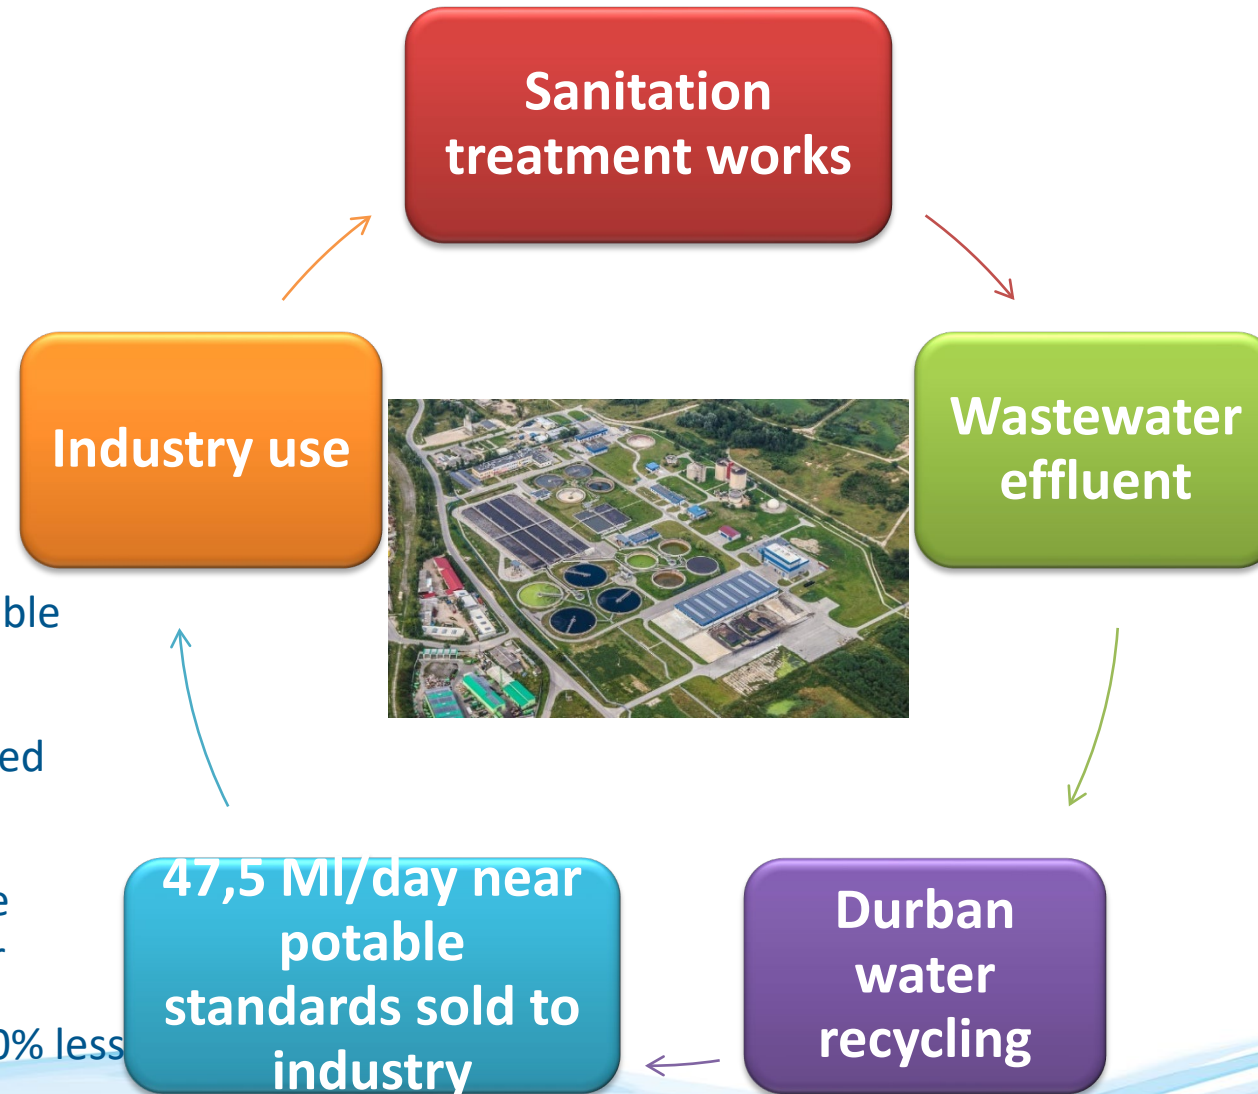 Sanitation
treatment works
Industry use
Wastewater
effluent
47,5 Ml/day near
potable
standards sold to
industry
Durban
water
recycling
ble
ed
e
0% less